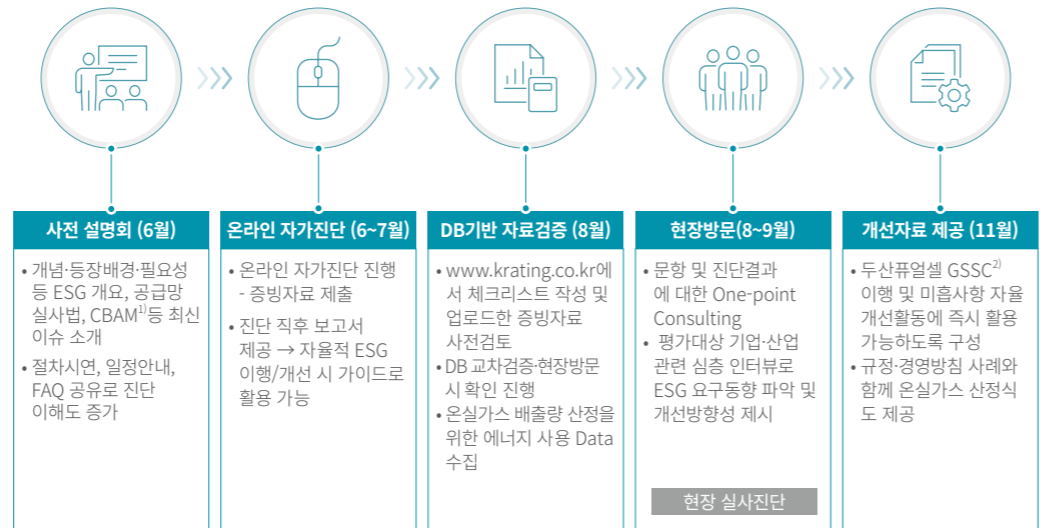 사전 설명회 (6월)
• 개념·등장배경·필요성
등 ESG 개요, 공급망
실사법, CBAM1)등 최신
이슈 소개
• 절차시연, 일정안내,
FAQ 공유로 진단
이해도 증가
온라인 자가진단 (6~7월)
• 온라인 자가진단 진행
- 증빙자료 제출
• 진단 직후 보고서
제공 → 자율적 ESG
이행/개선 시 가이드로
활용 가능
DB기반 자료검증 (8월)
• www.krating.co.kr에
서 체크리스트 작성 및
업로드한 증빙자료
사전검토
• DB 교차검증·현장방문
시 확인 진행
• 온실가스 배출량 산정을
위한 에너지 사용 Data
수집
현장방문(8~9월)
• 문항 및 진단결과
에 대한 One-point
Consulting
• 평가대상 기업·산업
관련 심층 인터뷰로
ESG 요구동향 파악 및
개선방향성 제시
현장 실사진단
개선자료 제공 (11월)
• 두산퓨얼셀 GSSC2)
이행 및 미흡사항 자율
개선활동에 즉시 활용
가능하도록 구성
• 규정·경영방침 사례와
함께 온실가스 산정식
도 제공